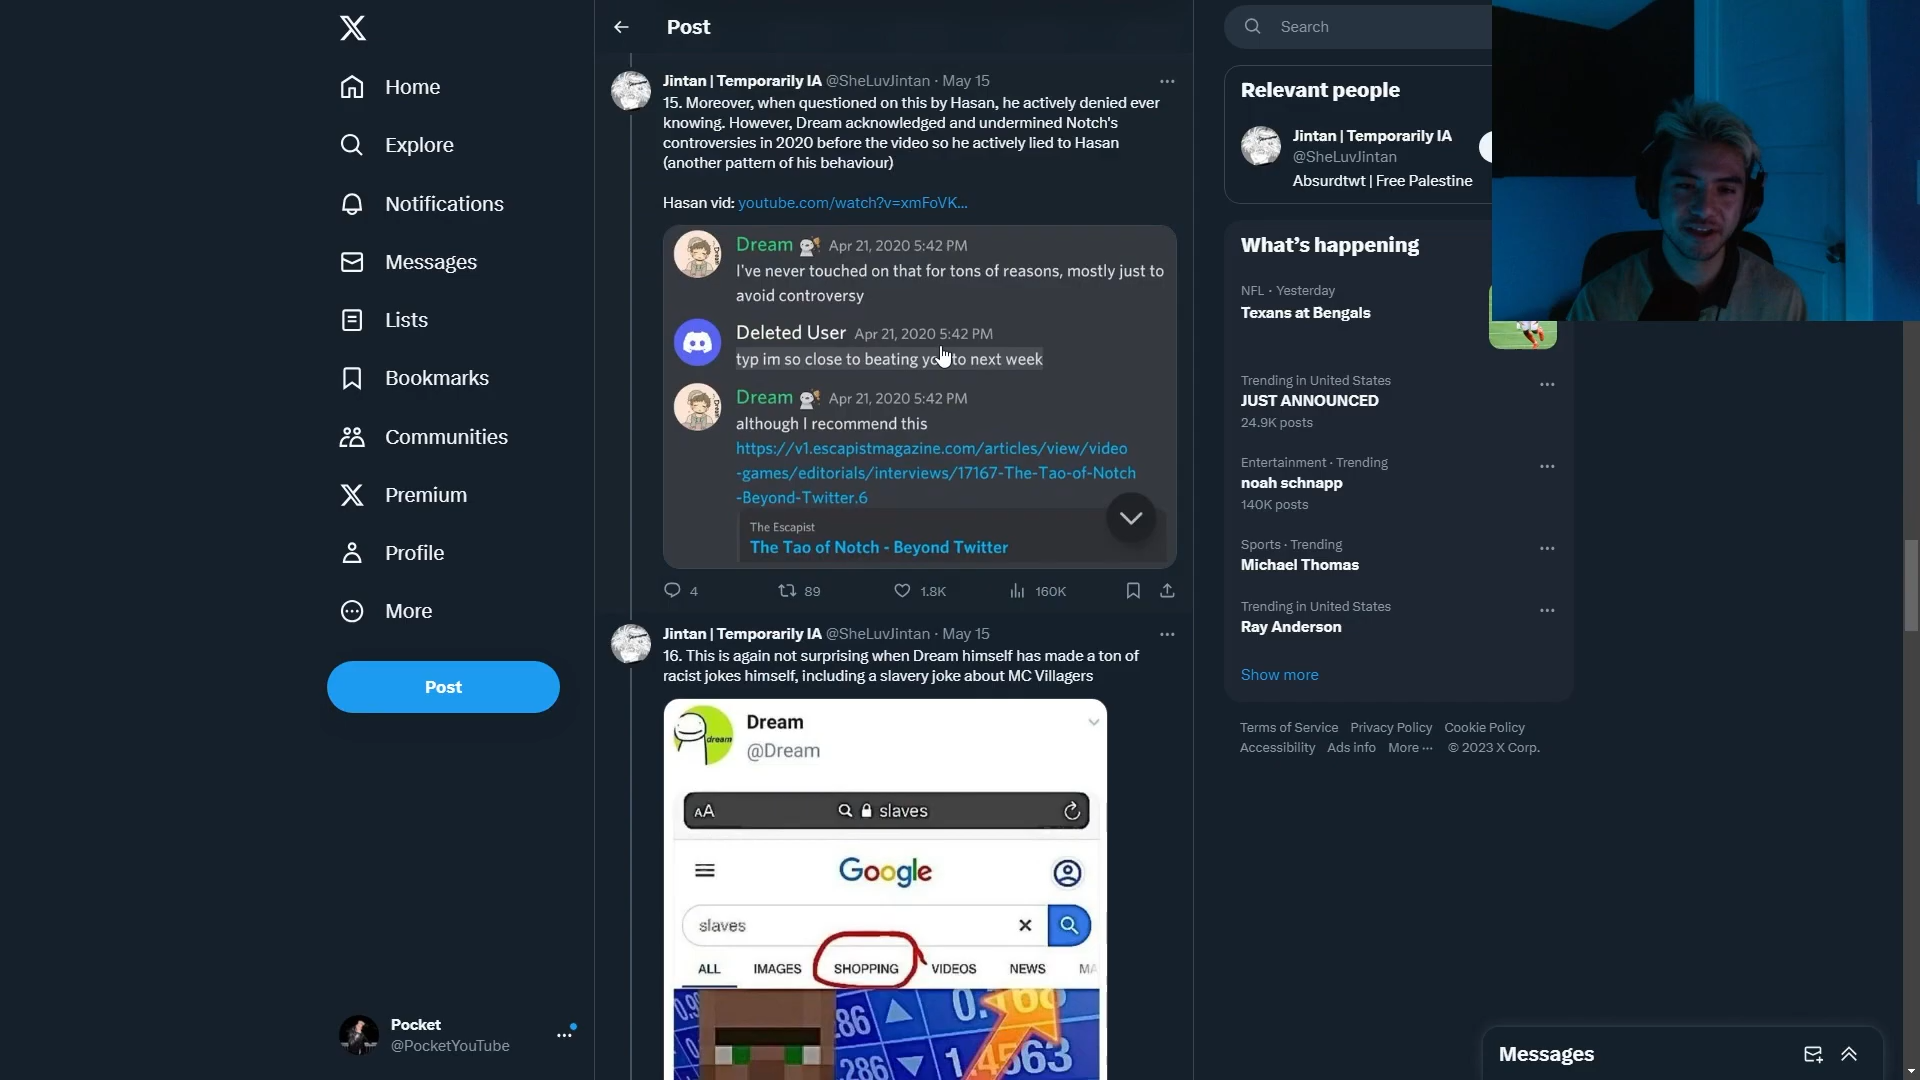 Home
Explore
Notifications
Messages
Lists
Bookmarks
Communities
Premium
Profile
More
Post
Pocket
@PocketYouTube
Post
Jintan | Temporarily IA @SheLuvJintan · May 15
15. Moreover, when questioned on this by Hasan, he actively denied ever
knowing. However, Dream acknowledged and undermined Notch's
controversies in 2020 before the video so he actively lied to Hasan
(another pattern of his behaviour)
Hasan vid: youtube.com/watch?v=xmFoVK...
Dream Apr 21, 2020 5:42 PM
I've never touched on that for tons of reasons, mostly just to
avoid controversy
Deleted User Apr 21, 2020 5:42 PM
typ im so close to beating to next week
Dream Apr 21, 2020 5:42 PM
although I recommend this
https://v1.escapistmagazine.com/articles/view/video
-games/editorials/interviews/17167-The-Tao-of-Notch
-Beyond-Twitter.6
The Escapist
The Tao of Notch - Beyond Twitter
4 89 1.8K 160K
Jintan | Temporarily IA @SheLuvJintan · May 15
16. This is again not surprising when Dream himself has made a ton of
racist jokes himself, including a slavery joke about MC Villagers
dream
Dream
@Dream
AA slaves
Google
slaves
ALL IMAGES SHOPPING VIDEOS NEWS MA
86
286
1.4563
Search
Relevant people
Jintan | Temporarily IA
@SheLuvJintan
Absurdtwt | Free Palestine
What's happening
NFL · Yesterday
Texans at Bengals
Trending in United States
JUST ANNOUNCED
24.9K posts
Entertainment · Trending
noah schnapp
140K posts
Sports · Trending
Michael Thomas
Trending in United States
Ray Anderson
Show more
Terms of Service Privacy Policy Cookie Policy
Accessibility Ads info More ··· © 2023 X Corp.
Messages